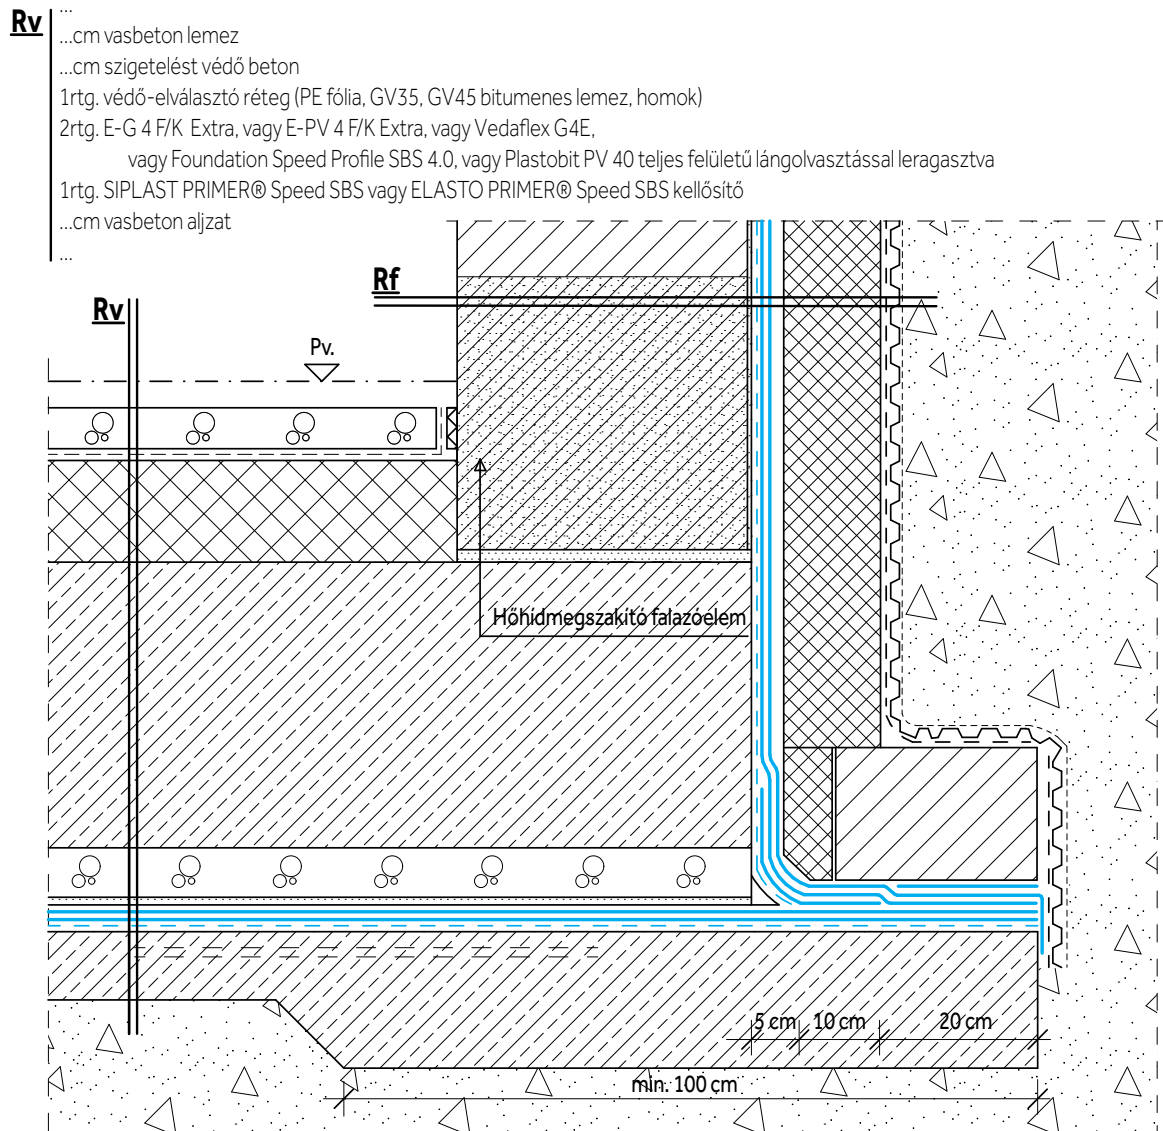 ...
Rv
...cm vasbeton lemez
...cm szigetelést védő beton
1rtg. védő-elválasztó réteg (PE fólia, GV35, GV45 bitumenes lemez, homok)
2rtg. E-G 4 F/K Extra, vagy E-PV 4 F/K Extra, vagy Vedaflex G4E,
vagy Foundation Speed Profile SBS 4.0, vagy Plastobit PV 40 teljes felületű lángolvasztással leragasztva
1rtg. SIPLAST PRIMER® Speed SBS vagy ELASTO PRIMER® Speed SBS kellősítő
...cm vasbeton aljzat
...
Rf
Rv
Pv.
Hőhídmegszakító falazóelem
5 cm 10 cm 20 cm
min. 100 cm